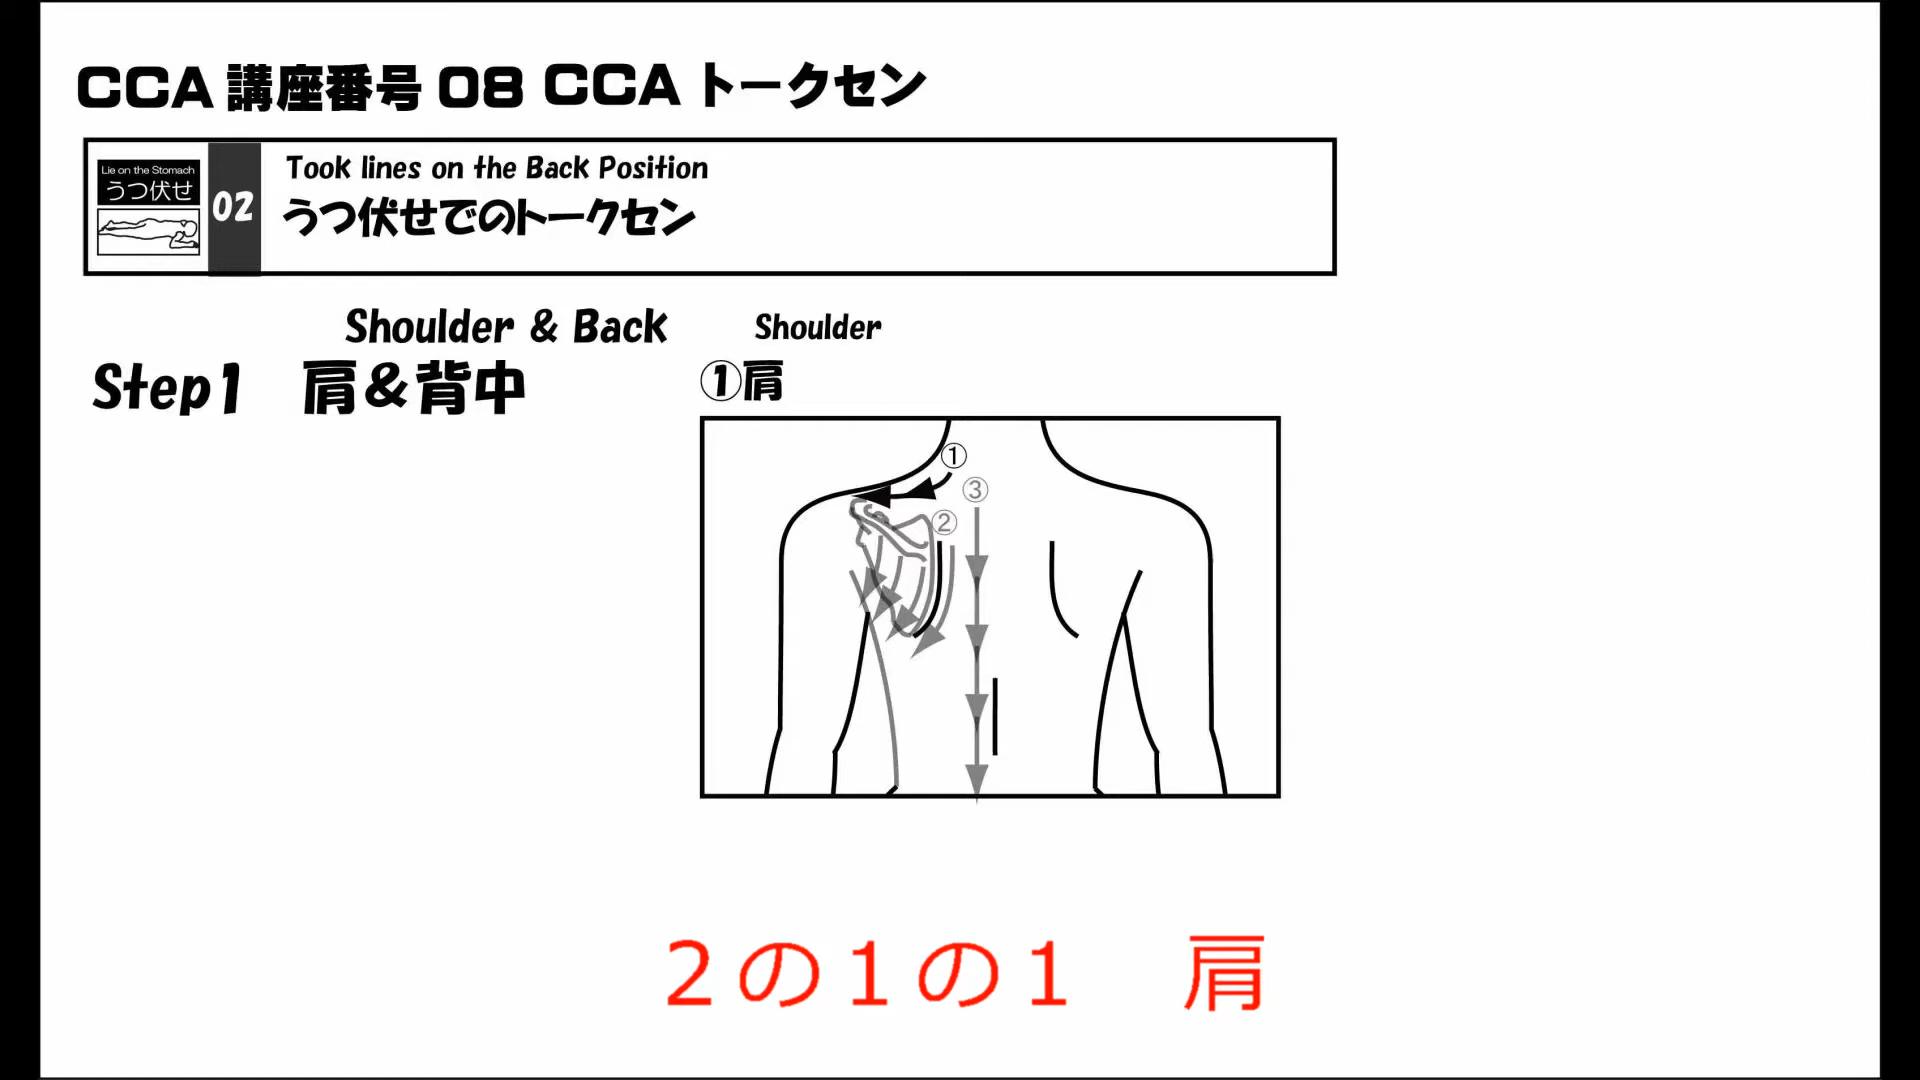 CCA 講座番号 08 CCA トークセン
Lie on the Stomach
うつ伏せ
02
Took lines on the Back Position
うつ伏せでのトークセン
Shoulder & Back
Step1 肩&背中
Shoulder
①肩
①
③
②
2の1の1 肩